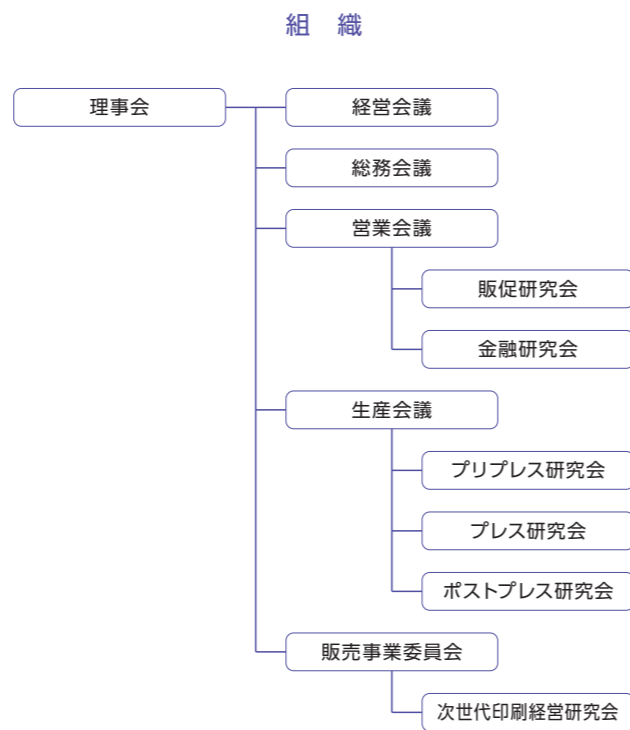 組 織
理事会
経営会議
総務会議
営業会議
販促研究会
金融研究会
生産会議
プリプレス研究会
プレス研究会
ポストプレス研究会
販売事業委員会
次世代印刷経営研究会